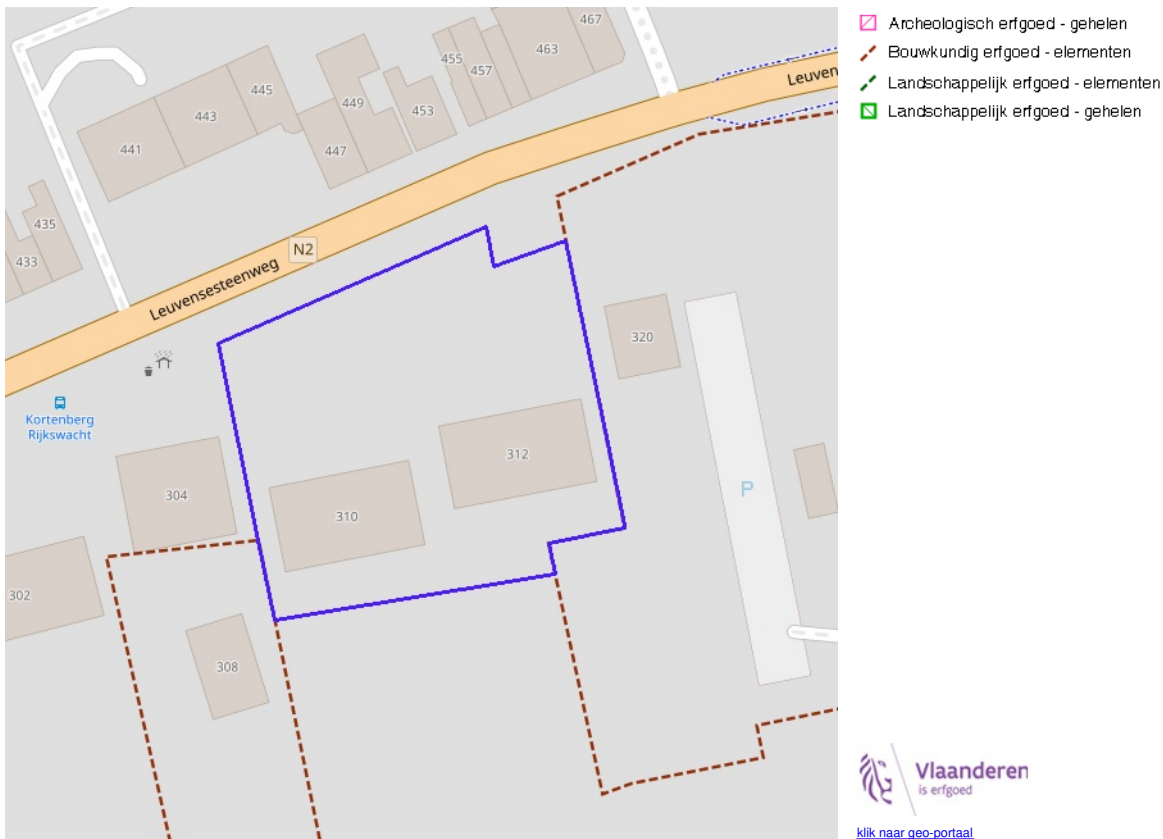 467
463
455
457
445
449
453
443
447
441
Leuven
435
433
N2
Leuvensesteenweg
320
Kortenberg
Rijkswacht
312
304
310
P
302
308
Archeologisch erfgoed - gehelen
Bouwkundig erfgoed - elementen
Landschappelijk erfgoed - elementen
Landschappelijk erfgoed - gehelen
Vlaanderen
is erfgoed
klik naar geo-portaal